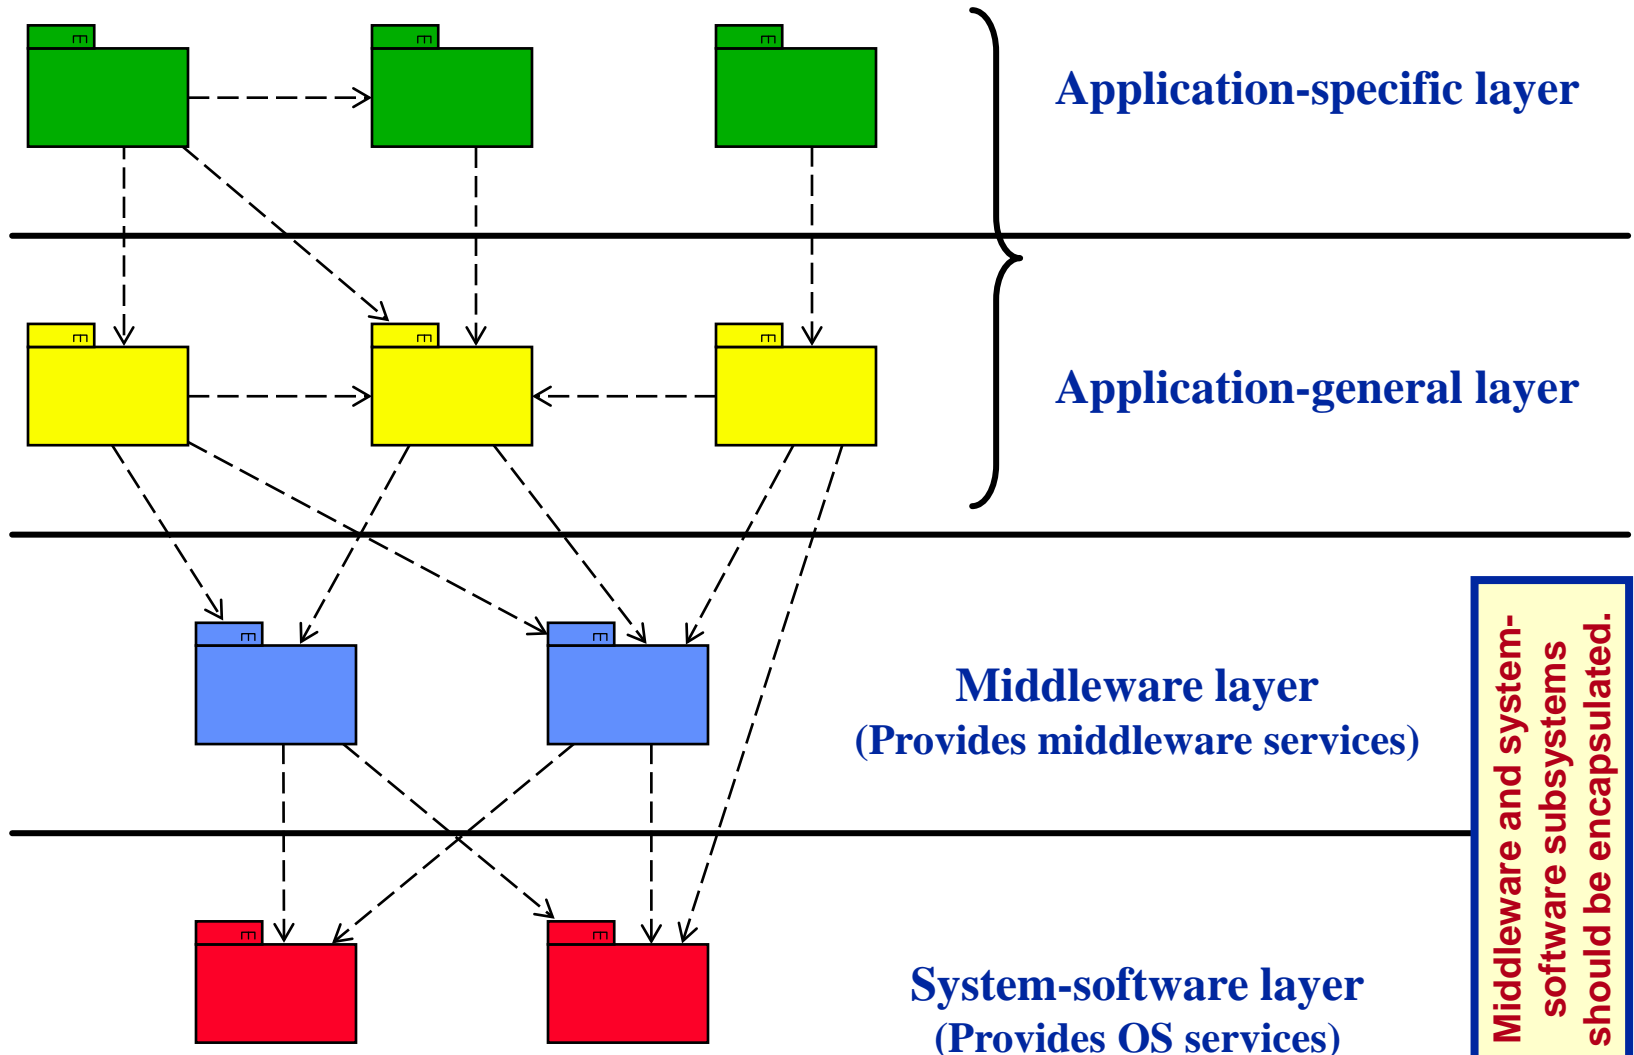 Application-specific layer
Application-general layer
Middleware layer
(Provides middleware services)
System-software layer
(Provides OS services)
Middleware and system-
software subsystems
should be encapsulated.